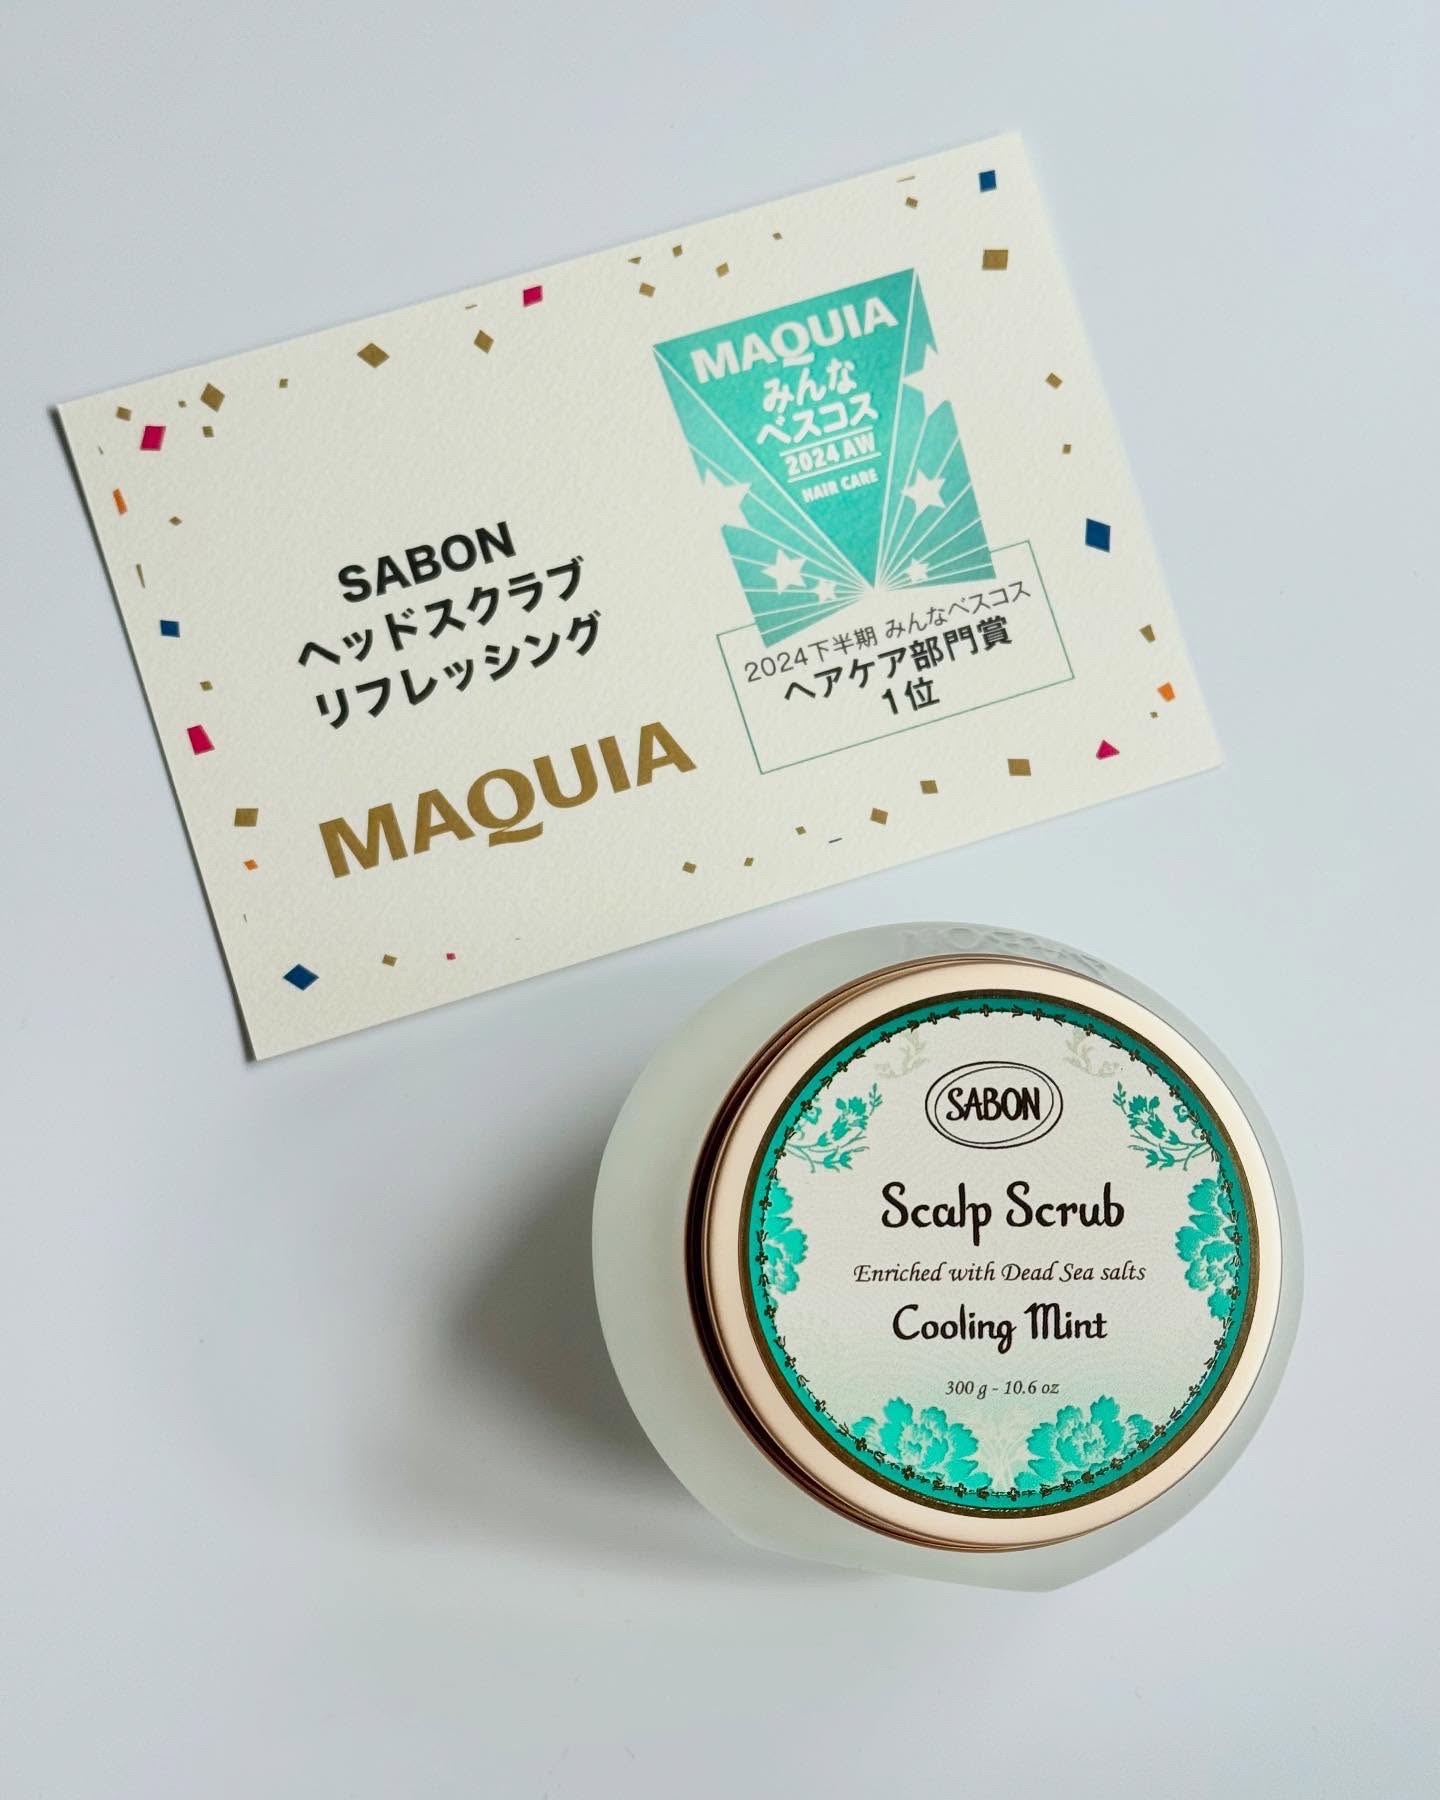 MAQUIA
みんな
ベスコス
2024 AW
HAIR CARE
2024下半期 みんなベスコス
ヘアケア部門賞
1位
SABON
ヘッドスクラブ
リフレッシング
MAQUIA
SABON
Scalp Scrub
Enriched with Dead Sea salts
Cooling Mint
300 g - 10.6 oz